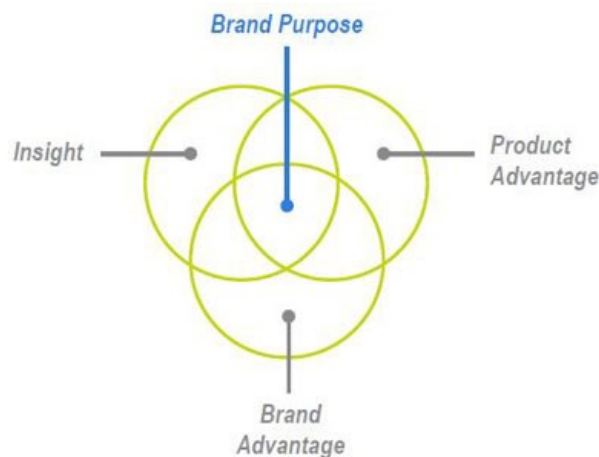 Brand Purpose
Insight
Product
Advantage
Brand
Advantage